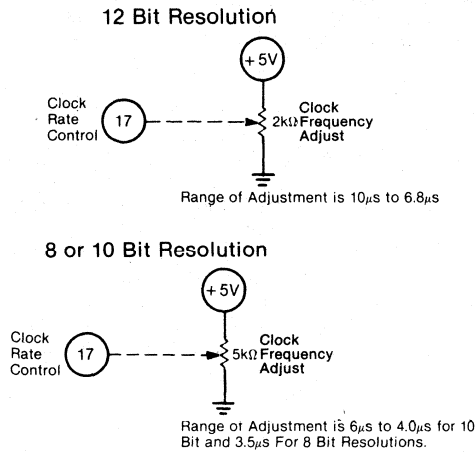 12 Bit Resolution
+5V
Clock
Rate
Control
17
2kΩ
Clock
Frequency
Adjust
Range of Adjustment is 10μs to 6.8μs
8 or 10 Bit Resolution
+5V
Clock
Rate
Control
17
5kΩ
Clock
Frequency
Adjust
Range of Adjustment is 6μs to 4.0μs for 10
Bit and 3.5μs For 8 Bit Resolutions.